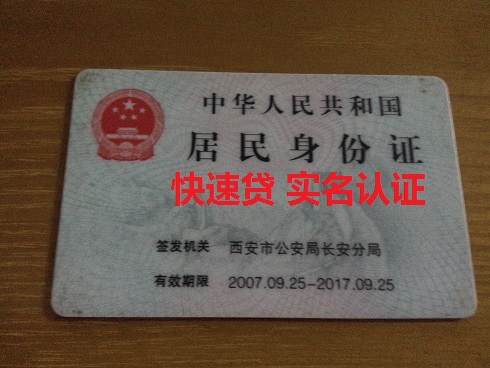 中华人民共和国
居民身份证
快速贷 实名认证
签发机关 西安市公安局长安分局
有效期限 2007.09.25-2017.09.25